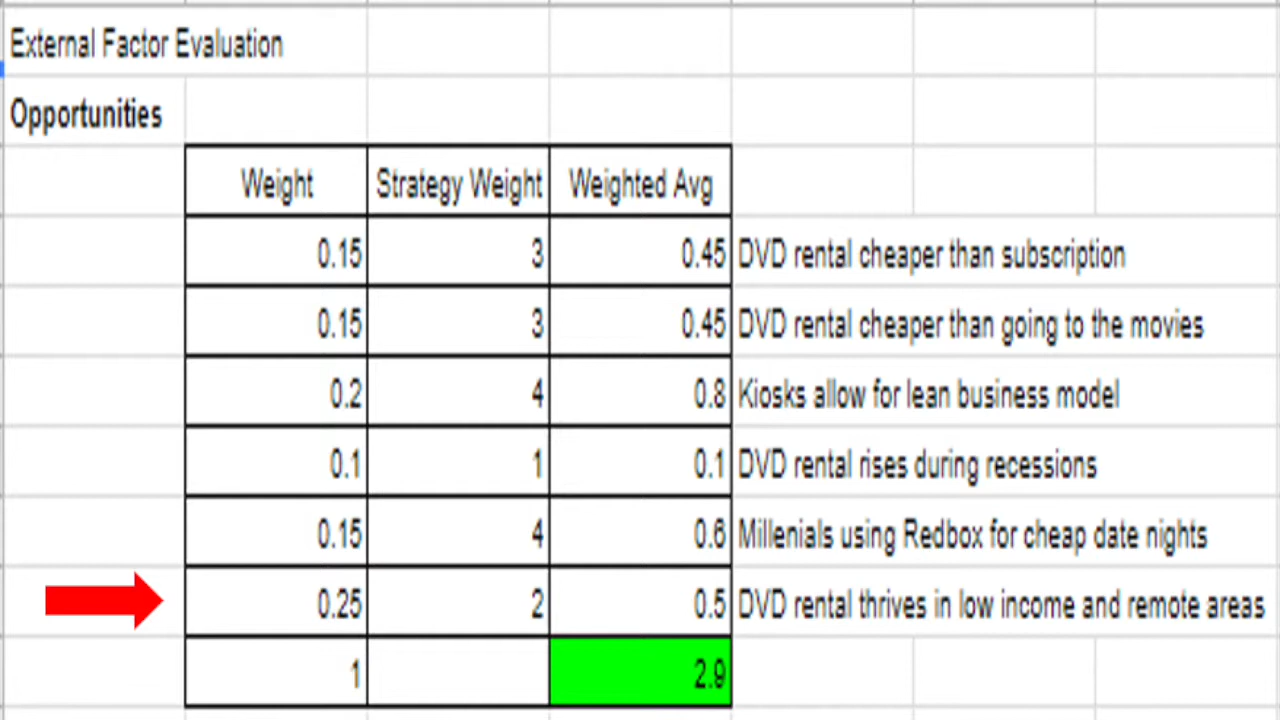 External Factor Evaluation
Opportunities
Weight Strategy Weight Weighted Avg
0.15 3 0.45 DVD rental cheaper than subscription
0.15 3 0.45 DVD rental cheaper than going to the movies
0.2 4 0.8 Kiosks allow for lean business model
0.1 1 0.1 DVD rental rises during recessions
0.15 4 0.6 Millenials using Redbox for cheap date nights
0.25 2 0.5 DVD rental thrives in low income and remote areas
1 2.9